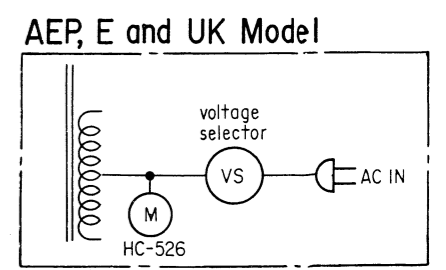 AEP, E and UK Model
voltage
selector
VS
AC IN
M
HC-526